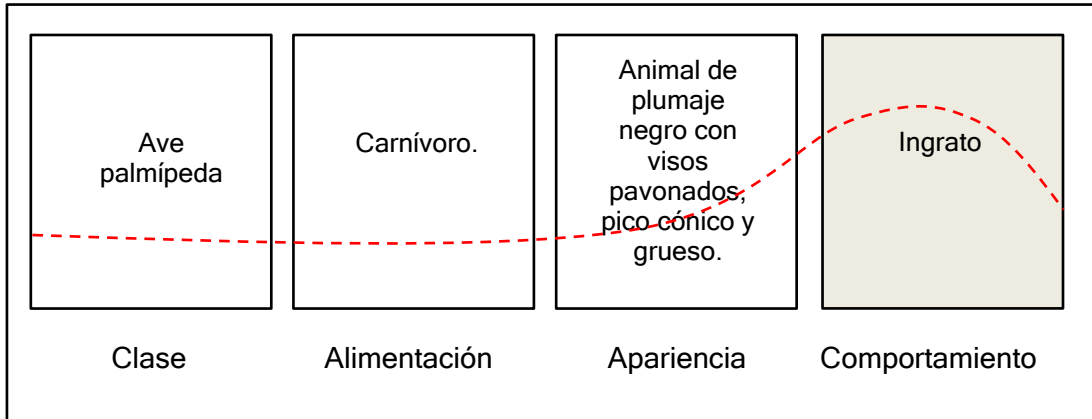 Ave
palmípeda
Carnívoro.
Animal de
plumaje
negro con
visos
pavonados,
pico cónico y
grueso.
Ingrato
Clase
Alimentación
Apariencia
Comportamiento